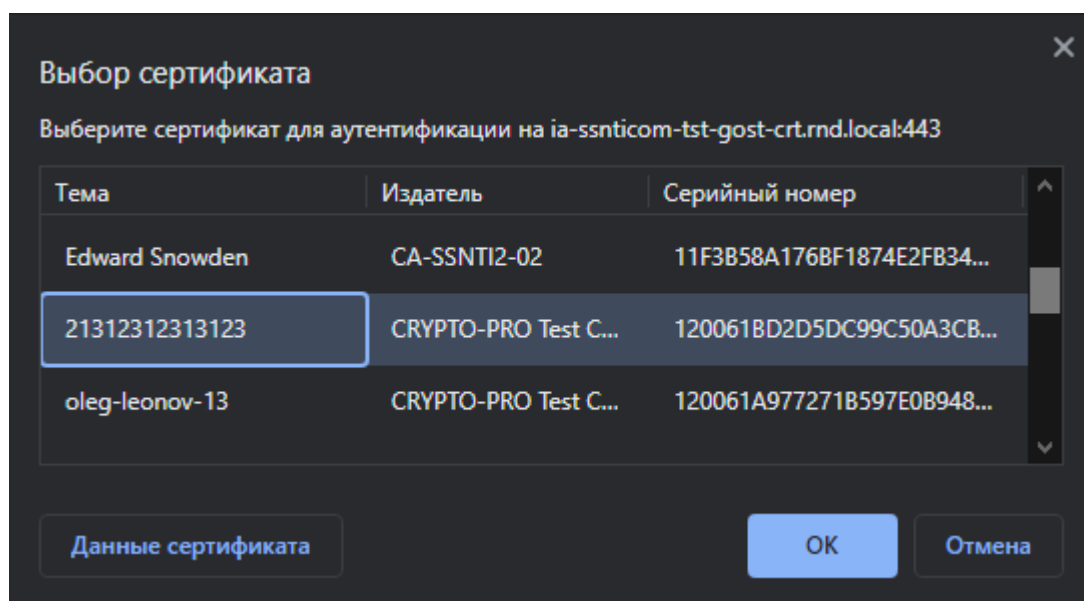 Выбор сертификата
Выберите сертификат для аутентификации на ia-ssnticom-tst-gost-crt.rnd.local:443
Тема Издатель Серийный номер
Edward Snowden CA-SSNTI2-02 11F3B58A176BF1874E2FB34...
21312312313123 CRYPTO-PRO Test C... 120061BD2D5DC99C50A3CB...
oleg-leonov-13 CRYPTO-PRO Test C... 120061A977271B597E0B948...
Данные сертификата OK Отмена